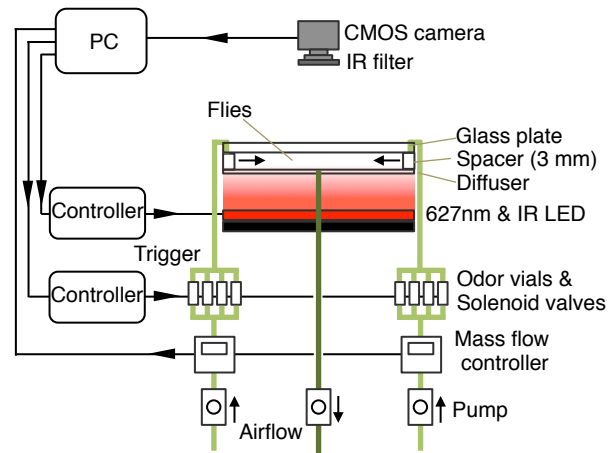 PC
CMOS camera
IR filter
Flies
Glass plate
Spacer (3 mm)
Diffuser
Controller
627nm & IR LED
Trigger
Controller
Odor vials &
Solenoid valves
Mass flow
controller
Airflow
Pump